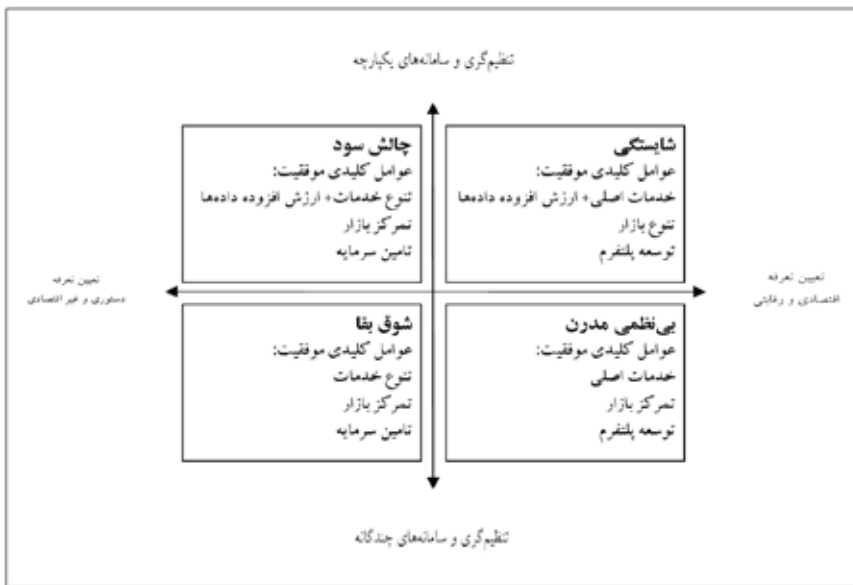 تنظیم‌گری و سامانه‌های یکپارچه
شایستگی
عوامل کلیدی موفقیت:
خدمات اصلی+ ارزش افزوده داده‌ها
تنوع بازار
توسعه پلتفرم
چالش سود
عوامل کلیدی موفقیت:
تنوع خدمات+ ارزش افزوده داده‌ها
تمرکز بازار
تامین سرمایه
تعیین تعرفه
اقتصادی و رقابتی
تعیین تعرفه
دستوری و غیر اقتصادی
بی‌نظمی مدرن
عوامل کلیدی موفقیت:
خدمات اصلی
تمرکز بازار
توسعه پلتفرم
شوق بقا
عوامل کلیدی موفقیت:
تنوع خدمات
تمرکز بازار
تامین سرمایه
تنظیم‌گری و سامانه‌های چندگانه